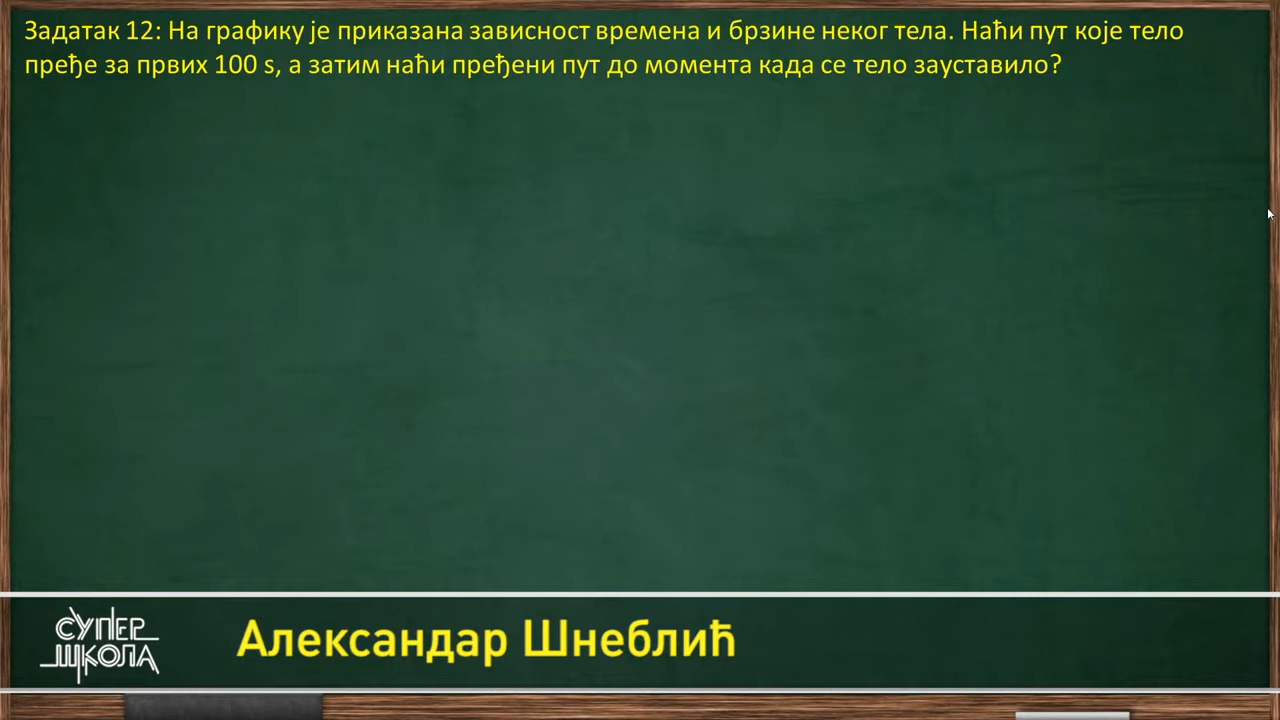 Задатак 12: На графику је приказана зависност времена и брзине неког тела. Наћи пут које тело
пређе за првих 100 s, а затим наћи пређени пут до момента када се тело зауставило?
СУПЕР
ШКОЛА
Александар Шнеблић